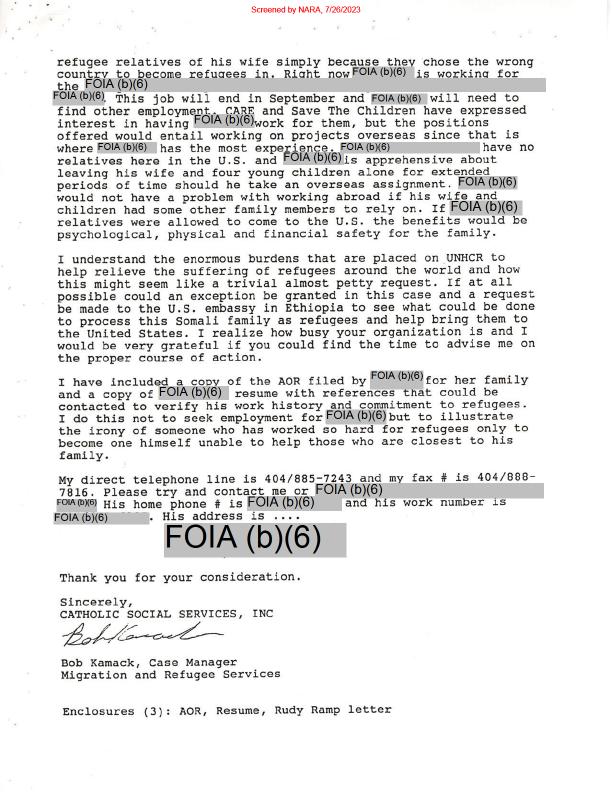 Screened by NARA, 7/26/2023
refugee relatives of his wife simply because they chose the wrong
country to become refugees in. Right now FOIA (b)(6) is working for
the FOIA (b)(6)
FOIA (b)(6). This job will end in September and FOIA (b)(6) will need to
find other employment. CARE and Save The Children have expressed
interest in having FOIA (b)(6) work for them, but the positions
offered would entail working on projects overseas since that is
where FOIA (b)(6) has the most experience. FOIA (b)(6) have no
relatives here in the U.S. and FOIA (b)(6) is apprehensive about
leaving his wife and four young children alone for extended
periods of time should he take an overseas assignment. FOIA (b)(6)
would not have a problem with working abroad if his wife and
children had some other family members to rely on. If FOIA (b)(6)
relatives were allowed to come to the U.S. the benefits would be
psychological, physical and financial safety for the family.
I understand the enormous burdens that are placed on UNHCR to
help relieve the suffering of refugees around the world and how
this might seem like a trivial almost petty request. If at all
possible could an exception be granted in this case and a request
be made to the U.S. embassy in Ethiopia to see what could be done
to process this Somali family as refugees and help bring them to
the United States. I realize how busy your organization is and I
would be very grateful if you could find the time to advise me on
the proper course of action.
I have included a copy of the AOR filed by FOIA (b)(6) for her family
and a copy of FOIA (b)(6) resume with references that could be
contacted to verify his work history and commitment to refugees.
I do this not to seek employment for FOIA (b)(6) but to illustrate
the irony of someone who has worked so hard for refugees only to
become one himself unable to help those who are closest to his
family.
My direct telephone line is 404/885-7243 and my fax # is 404/888-
7816. Please try and contact me or FOIA (b)(6)
FOIA (b)(6) His home phone # is FOIA (b)(6) and his work number is
FOIA (b)(6). His address is ....
FOIA (b)(6)
Thank you for your consideration.
Sincerely,
CATHOLIC SOCIAL SERVICES, INC
Bob Kamack
Bob Kamack, Case Manager
Migration and Refugee Services
Enclosures (3): AOR, Resume, Rudy Ramp letter